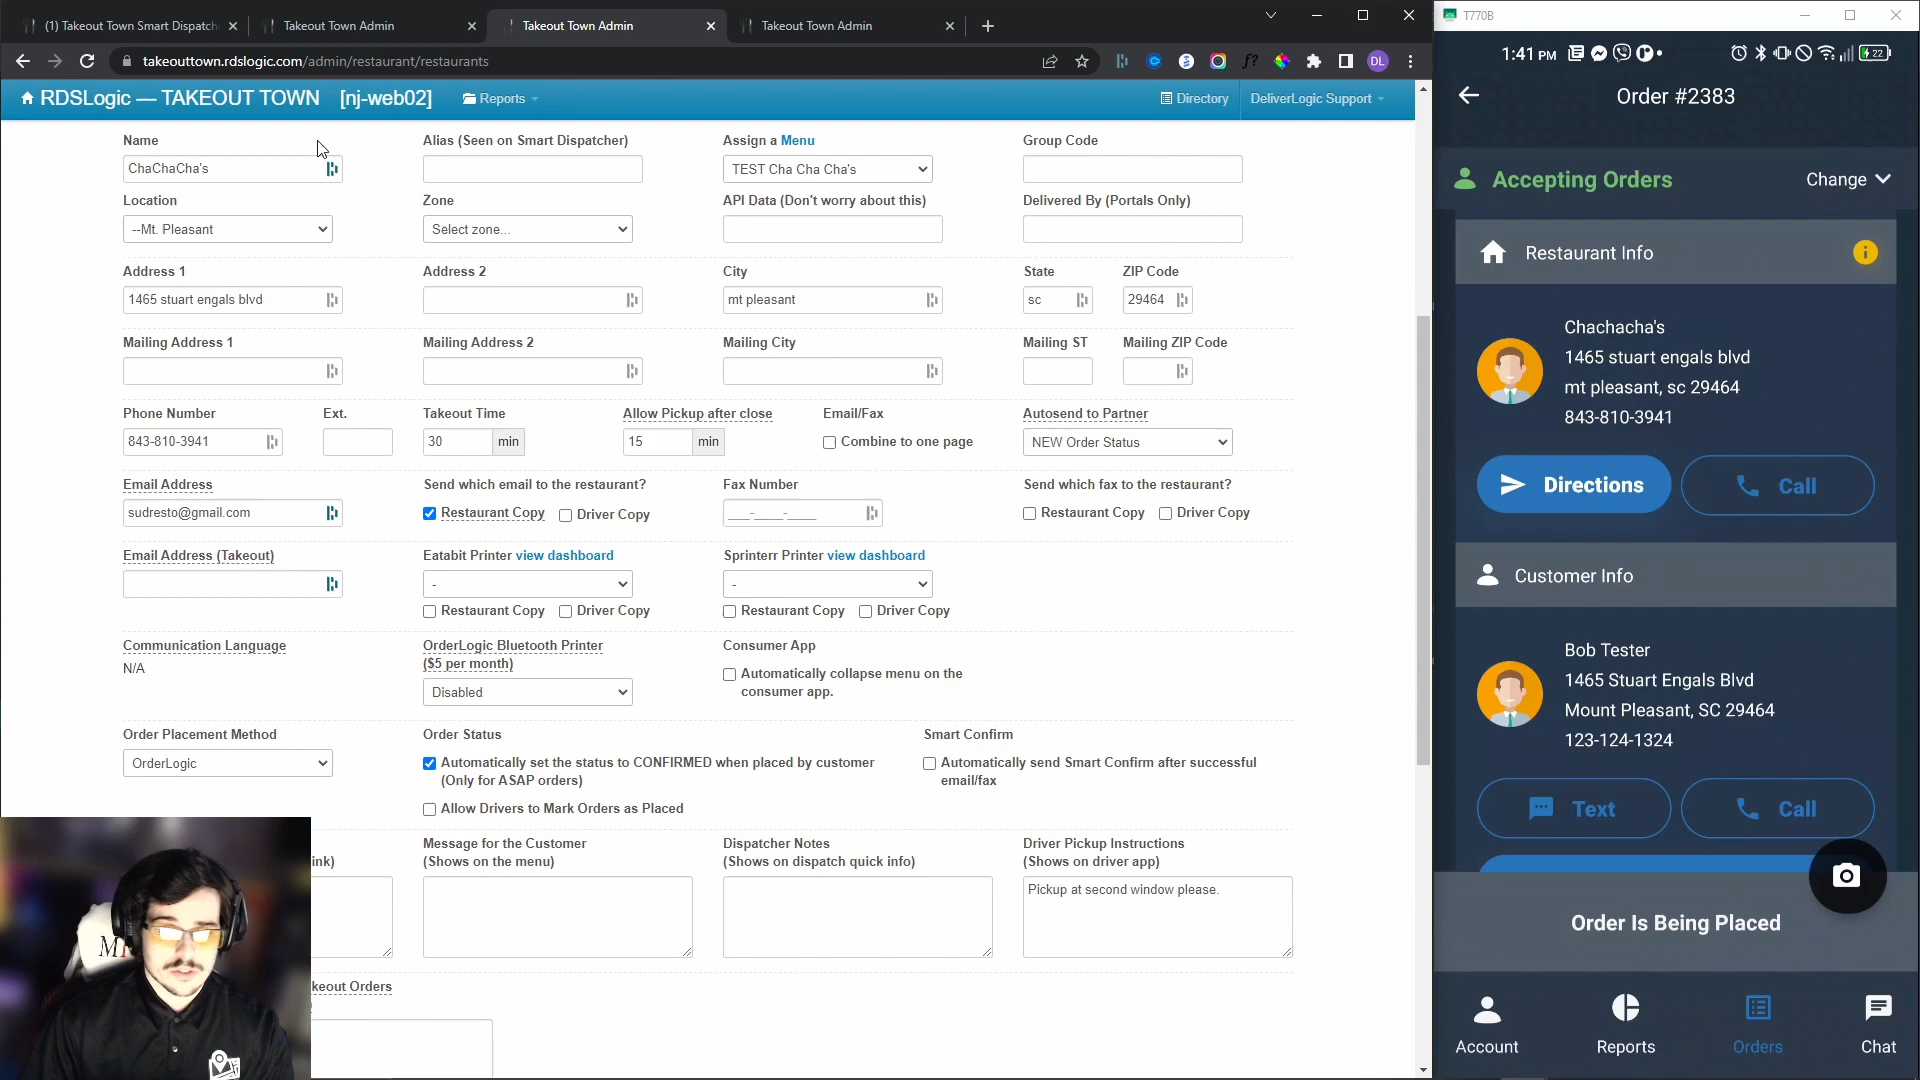 (1) Takeout Town Smart Dispatch
Takeout Town Admin
Takeout Town Admin
Takeout Town Admin
takeouttown.rdslogic.com/admin/restaurant/restaurants
DL
RDSLogic — TAKEOUT TOWN [nj-web02]
Reports
Directory
DeliverLogic Support
Name
Alias (Seen on Smart Dispatcher)
Assign a Menu
Group Code
ChaChaCha's
TEST Cha Cha Cha's
Location
Zone
API Data (Don't worry about this)
Delivered By (Portals Only)
--Mt. Pleasant
Select zone...
Address 1
Address 2
City
State
ZIP Code
1465 stuart engals blvd
mt pleasant
sc
29464
Mailing Address 1
Mailing Address 2
Mailing City
Mailing ST
Mailing ZIP Code
Phone Number
Ext.
Takeout Time
Allow Pickup after close
Email/Fax
Autosend to Partner
843-810-3941
30 min
15 min
Combine to one page
NEW Order Status
Email Address
Send which email to the restaurant?
Fax Number
Send which fax to the restaurant?
sudresto@gmail.com
Restaurant Copy
Driver Copy
___-____-____
Restaurant Copy
Driver Copy
Email Address (Takeout)
Eatabit Printer view dashboard
Sprinterr Printer view dashboard
-
-
Restaurant Copy
Driver Copy
Restaurant Copy
Driver Copy
Communication Language
OrderLogic Bluetooth Printer
($5 per month)
Consumer App
N/A
Automatically collapse menu on the
consumer app.
Disabled
Order Placement Method
Order Status
Smart Confirm
OrderLogic
Automatically set the status to CONFIRMED when placed by customer
(Only for ASAP orders)
Automatically send Smart Confirm after successful
email/fax
Allow Drivers to Mark Orders as Placed
ink)
Message for the Customer
(Shows on the menu)
Dispatcher Notes
(Shows on dispatch quick info)
Driver Pickup Instructions
(Shows on driver app)
Pickup at second window please.
keout Orders
T770B
1:41 PM
22
Order #2383
Accepting Orders
Change
Restaurant Info
Chachacha's
1465 stuart engals blvd
mt pleasant, sc 29464
843-810-3941
Directions
Call
Customer Info
Bob Tester
1465 Stuart Engals Blvd
Mount Pleasant, SC 29464
123-124-1324
Text
Call
Order Is Being Placed
Account
Reports
Orders
Chat